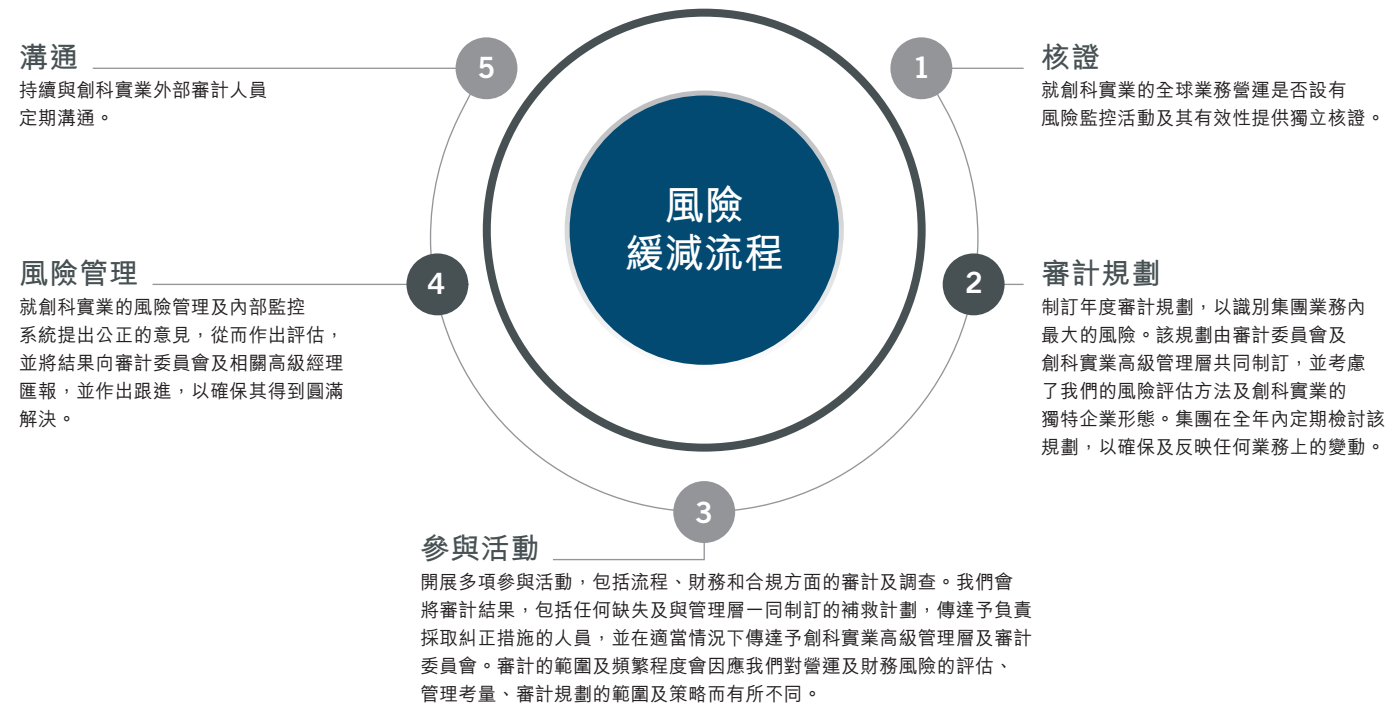 風險
緩減流程
1
核證
就創科實業的全球業務營運是否設有
風險監控活動及其有效性提供獨立核證。
2
審計規劃
制訂年度審計規劃，以識別集團業務內
最大的風險。該規劃由審計委員會及
創科實業高級管理層共同制訂，並考慮
了我們的風險評估方法及創科實業的
獨特企業形態。集團在全年內定期檢討該
規劃，以確保及反映任何業務上的變動。
3
參與活動
開展多項參與活動，包括流程、財務和合規方面的審計及調查。我們會
將審計結果，包括任何缺失及與管理層一同制訂的補救計劃，傳達予負責
採取糾正措施的人員，並在適當情況下傳達予創科實業高級管理層及審計
委員會。審計的範圍及頻繁程度會因應我們對營運及財務風險的評估、
管理考量、審計規劃的範圍及策略而有所不同。
4
風險管理
就創科實業的風險管理及內部監控
系統提出公正的意見，從而作出評估，
並將結果向審計委員會及相關高級經理
匯報，並作出跟進，以確保其得到圓滿
解決。
5
溝通
持續與創科實業外部審計人員
定期溝通。